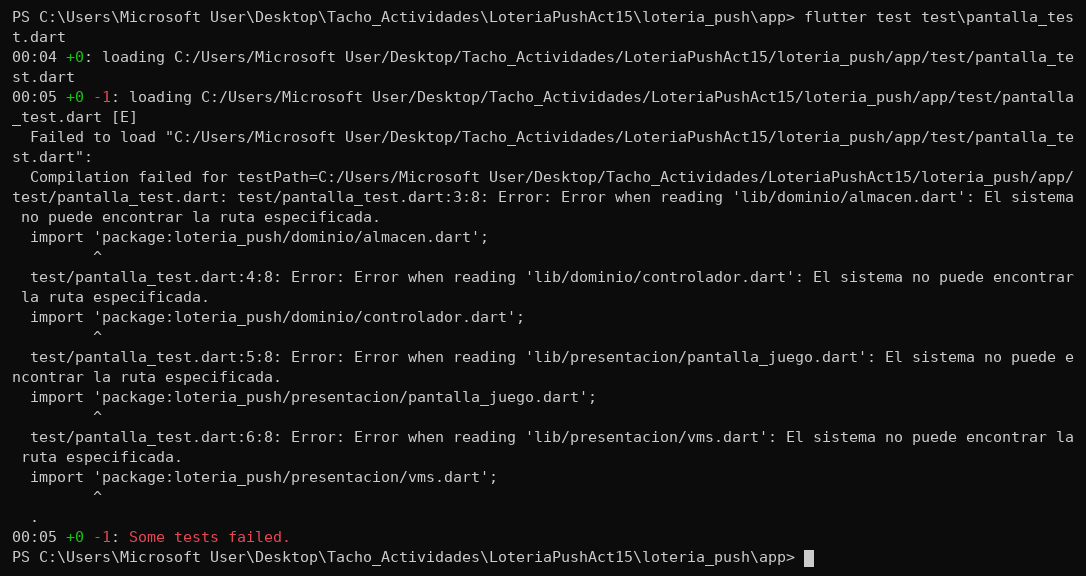 PS C:\Users\Microsoft User\Desktop\Tacho_Actividades\LoteriaPushAct15\loteria_push\app> flutter test test\pantalla_tes
t.dart
00:04 +0: loading C:/Users/Microsoft User/Desktop/Tacho_Actividades/LoteriaPushAct15/loteria_push/app/test/pantalla_te
st.dart
00:05 +0 -1: loading C:/Users/Microsoft User/Desktop/Tacho_Actividades/LoteriaPushAct15/loteria_push/app/test/pantalla
_test.dart [E]
  Failed to load "C:/Users/Microsoft User/Desktop/Tacho_Actividades/LoteriaPushAct15/loteria_push/app/test/pantalla_te
st.dart":
  Compilation failed for testPath=C:/Users/Microsoft User/Desktop/Tacho_Actividades/LoteriaPushAct15/loteria_push/app/
test/pantalla_test.dart: test/pantalla_test.dart:3:8: Error: Error when reading 'lib/dominio/almacen.dart': El sistema
 no puede encontrar la ruta especificada.
  import 'package:loteria_push/dominio/almacen.dart';
         ^
  test/pantalla_test.dart:4:8: Error: Error when reading 'lib/dominio/controlador.dart': El sistema no puede encontrar
 la ruta especificada.
  import 'package:loteria_push/dominio/controlador.dart';
         ^
  test/pantalla_test.dart:5:8: Error: Error when reading 'lib/presentacion/pantalla_juego.dart': El sistema no puede e
ncontrar la ruta especificada.
  import 'package:loteria_push/presentacion/pantalla_juego.dart';
         ^
  test/pantalla_test.dart:6:8: Error: Error when reading 'lib/presentacion/vms.dart': El sistema no puede encontrar la
 ruta especificada.
  import 'package:loteria_push/presentacion/vms.dart';
         ^
  .
00:05 +0 -1: Some tests failed.
PS C:\Users\Microsoft User\Desktop\Tacho_Actividades\LoteriaPushAct15\loteria_push\app>